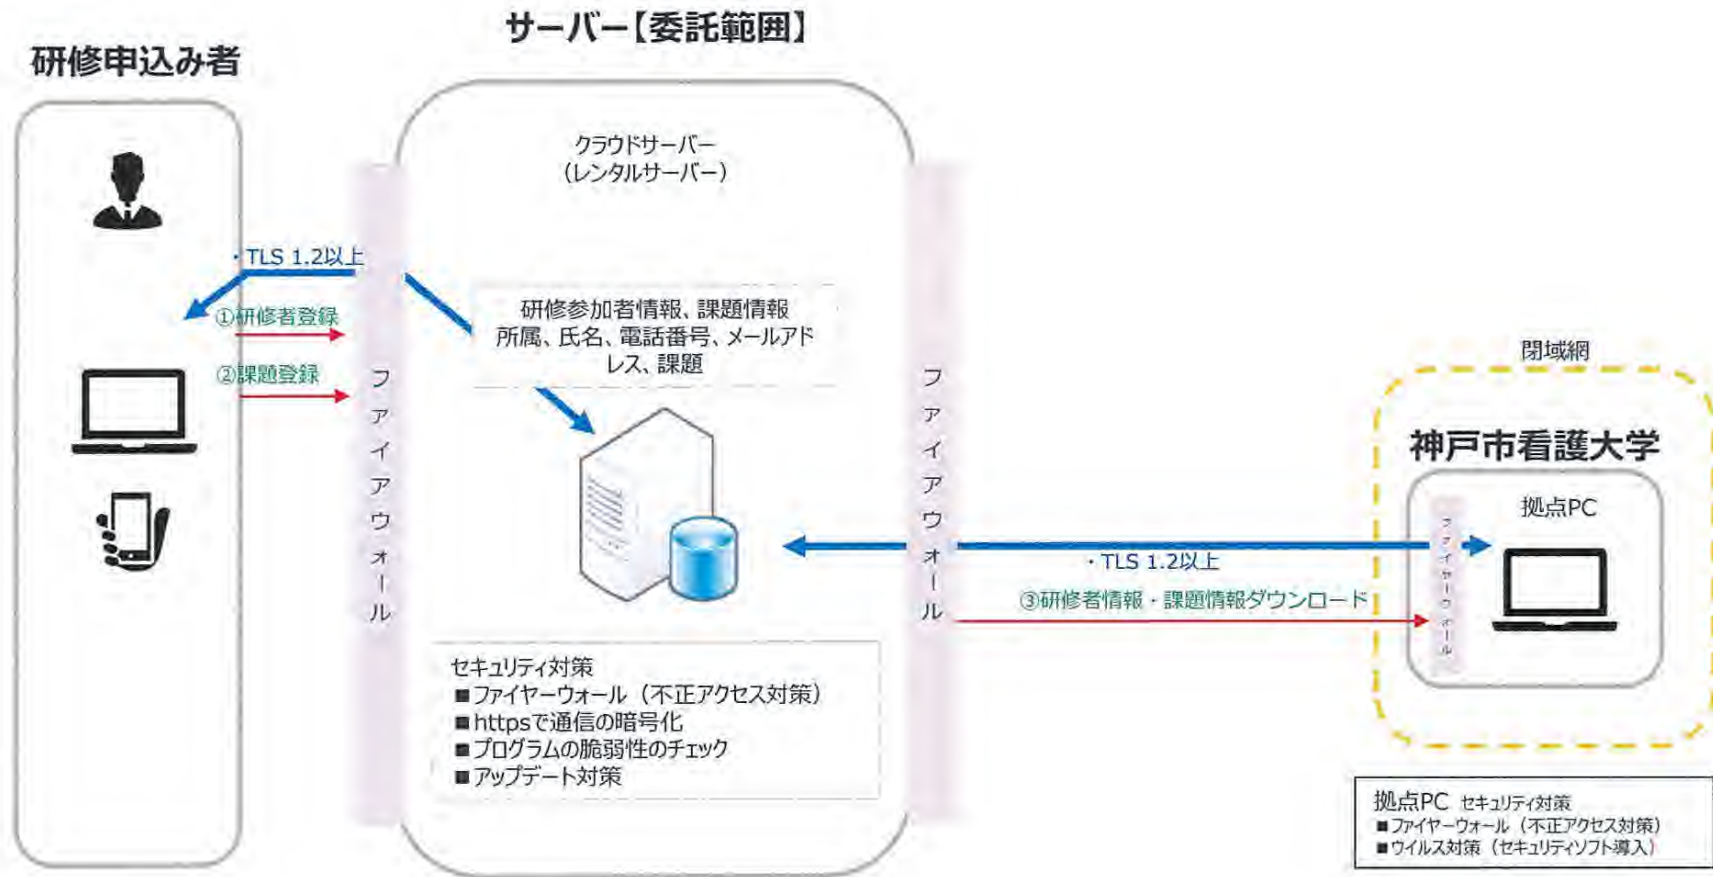 サーバー【委託範囲】
研修申込み者
クラウドサーバー
（レンタルサーバー）
・TLS 1.2以上
①研修者登録
②課題登録
研修参加者情報、課題情報
所属、氏名、電話番号、メールアド
レス、課題
ファイアウォール
ファイアウォール
閉域網
神戸市看護大学
拠点PC
ファイヤーウォール
・TLS 1.2以上
③研修者情報・課題情報ダウンロード
セキュリティ対策
■ファイヤーウォール（不正アクセス対策）
■httpsで通信の暗号化
■プログラムの脆弱性のチェック
■アップデート対策
拠点PC セキュリティ対策
■ファイヤーウォール（不正アクセス対策）
■ウイルス対策（セキュリティソフト導入）